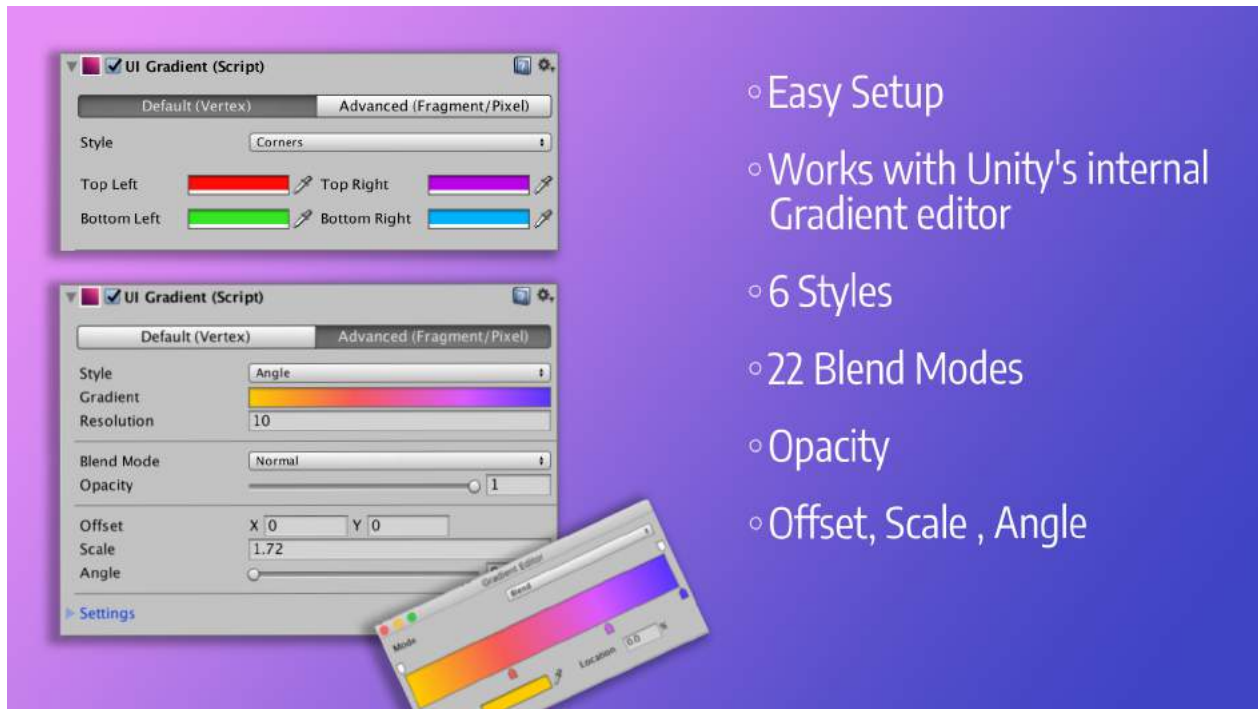 UI Gradient (Script)
Default (Vertex) Advanced (Fragment/Pixel)
Style Corners
Top Left Top Right
Bottom Left Bottom Right
UI Gradient (Script)
Default (Vertex) Advanced (Fragment/Pixel)
Style Angle
Gradient
Resolution 10
Blend Mode Normal
Opacity 1
Offset X 0 Y 0
Scale 1.72
Angle
Settings
Gradient Editor
Mode Blend
Location 0.0 %
◦ Easy Setup
◦ Works with Unity's internal
Gradient editor
◦ 6 Styles
◦ 22 Blend Modes
◦ Opacity
◦ Offset, Scale , Angle